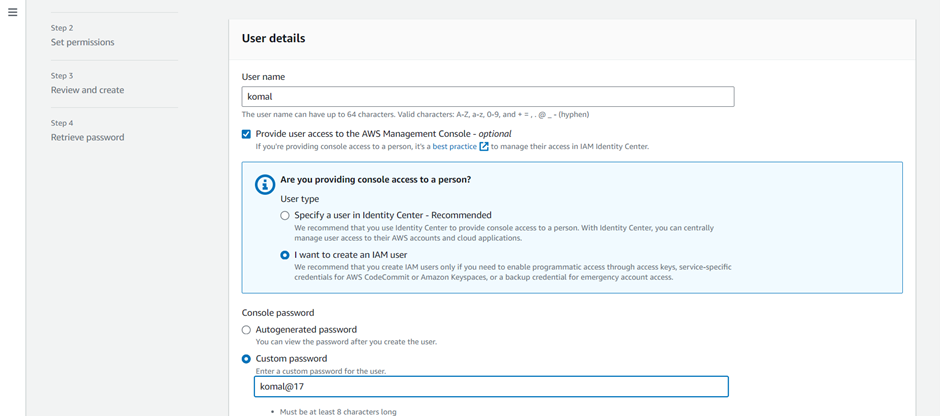 Step 2
Set permissions
Step 3
Review and create
Step 4
Retrieve password
User details
User name
komal
The user name can have up to 64 characters. Valid characters: A-Z, a-z, 0-9, and + = , . @ _ - (hyphen)
Provide user access to the AWS Management Console - optional
If you're providing console access to a person, it's a best practice to manage their access in IAM Identity Center.
Are you providing console access to a person?
User type
Specify a user in Identity Center - Recommended
We recommend that you use Identity Center to provide console access to a person. With Identity Center, you can centrally
manage user access to their AWS accounts and cloud applications.
I want to create an IAM user
We recommend that you create IAM users only if you need to enable programmatic access through access keys, service-specific
credentials for AWS CodeCommit or Amazon Keyspaces, or a backup credential for emergency account access.
Console password
Autogenerated password
You can view the password after you create the user.
Custom password
Enter a custom password for the user.
komal@17
• Must be at least 8 characters long